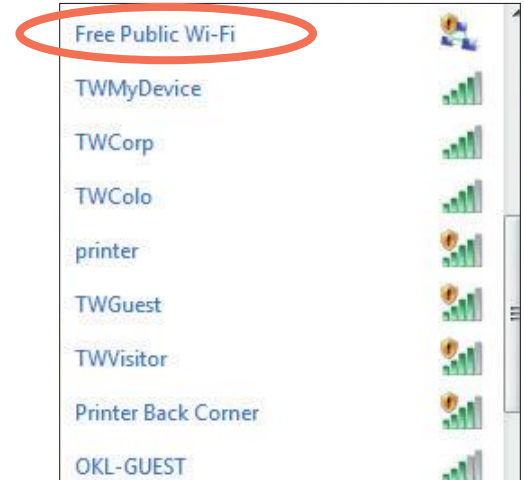 Free Public Wi-Fi
TWMyDevice
TWCorp
TWColo
printer
TWGuest
TWVisitor
Printer Back Corner
OKL-GUEST